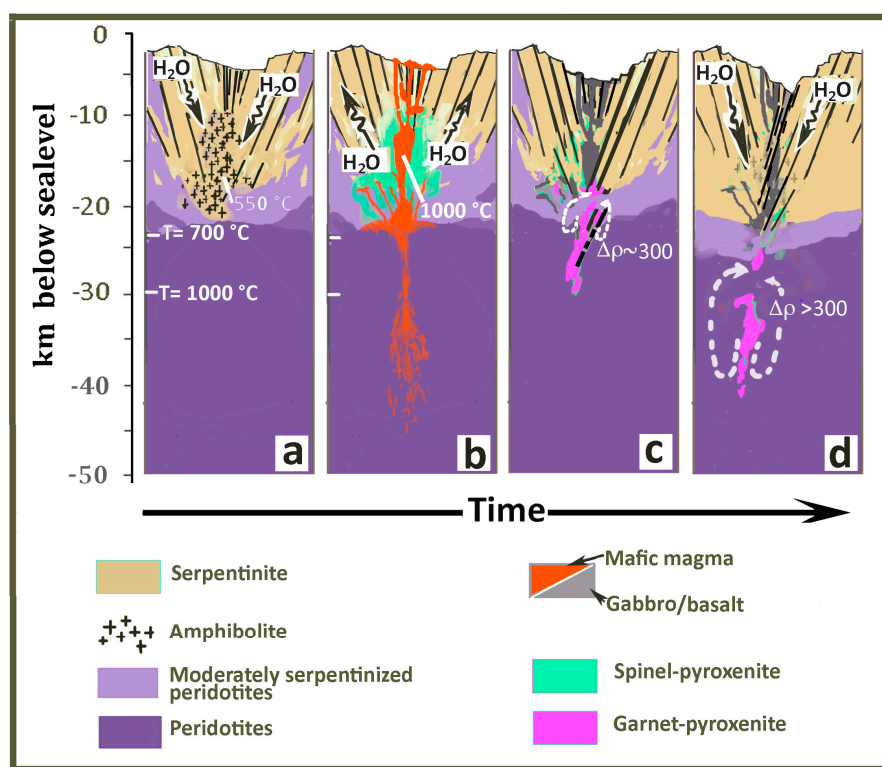 0
-10
-20
-30
-40
-50
km below sealevel
H₂O
H₂O
550 °C
T= 700 °C
T= 1000 °C
a
H₂O
H₂O
1000 °C
b
Δρ~300
c
H₂O
H₂O
Δρ >300
d
Time
Serpentinite
Amphibolite
Moderately serpentinized
peridotites
Peridotites
Mafic magma
Gabbro/basalt
Spinel-pyroxenite
Garnet-pyroxenite